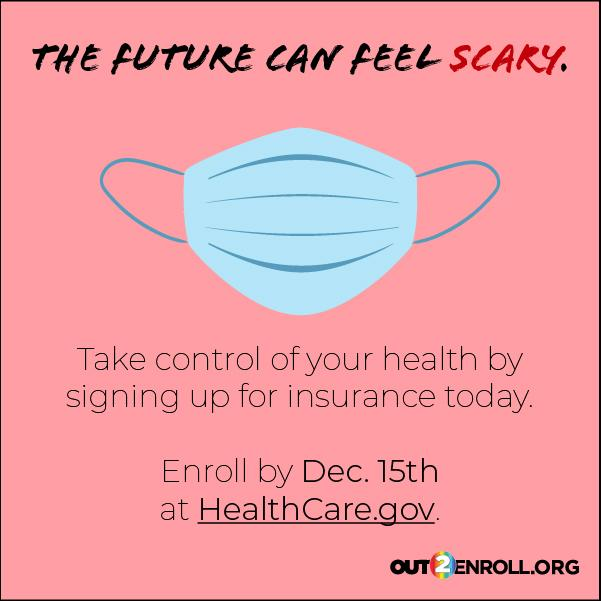 THE FUTURE CAN FEEL SCARY.
Take control of your health by
signing up for insurance today.
Enroll by Dec. 15th
at HealthCare.gov.
OUT2ENROLL.ORG